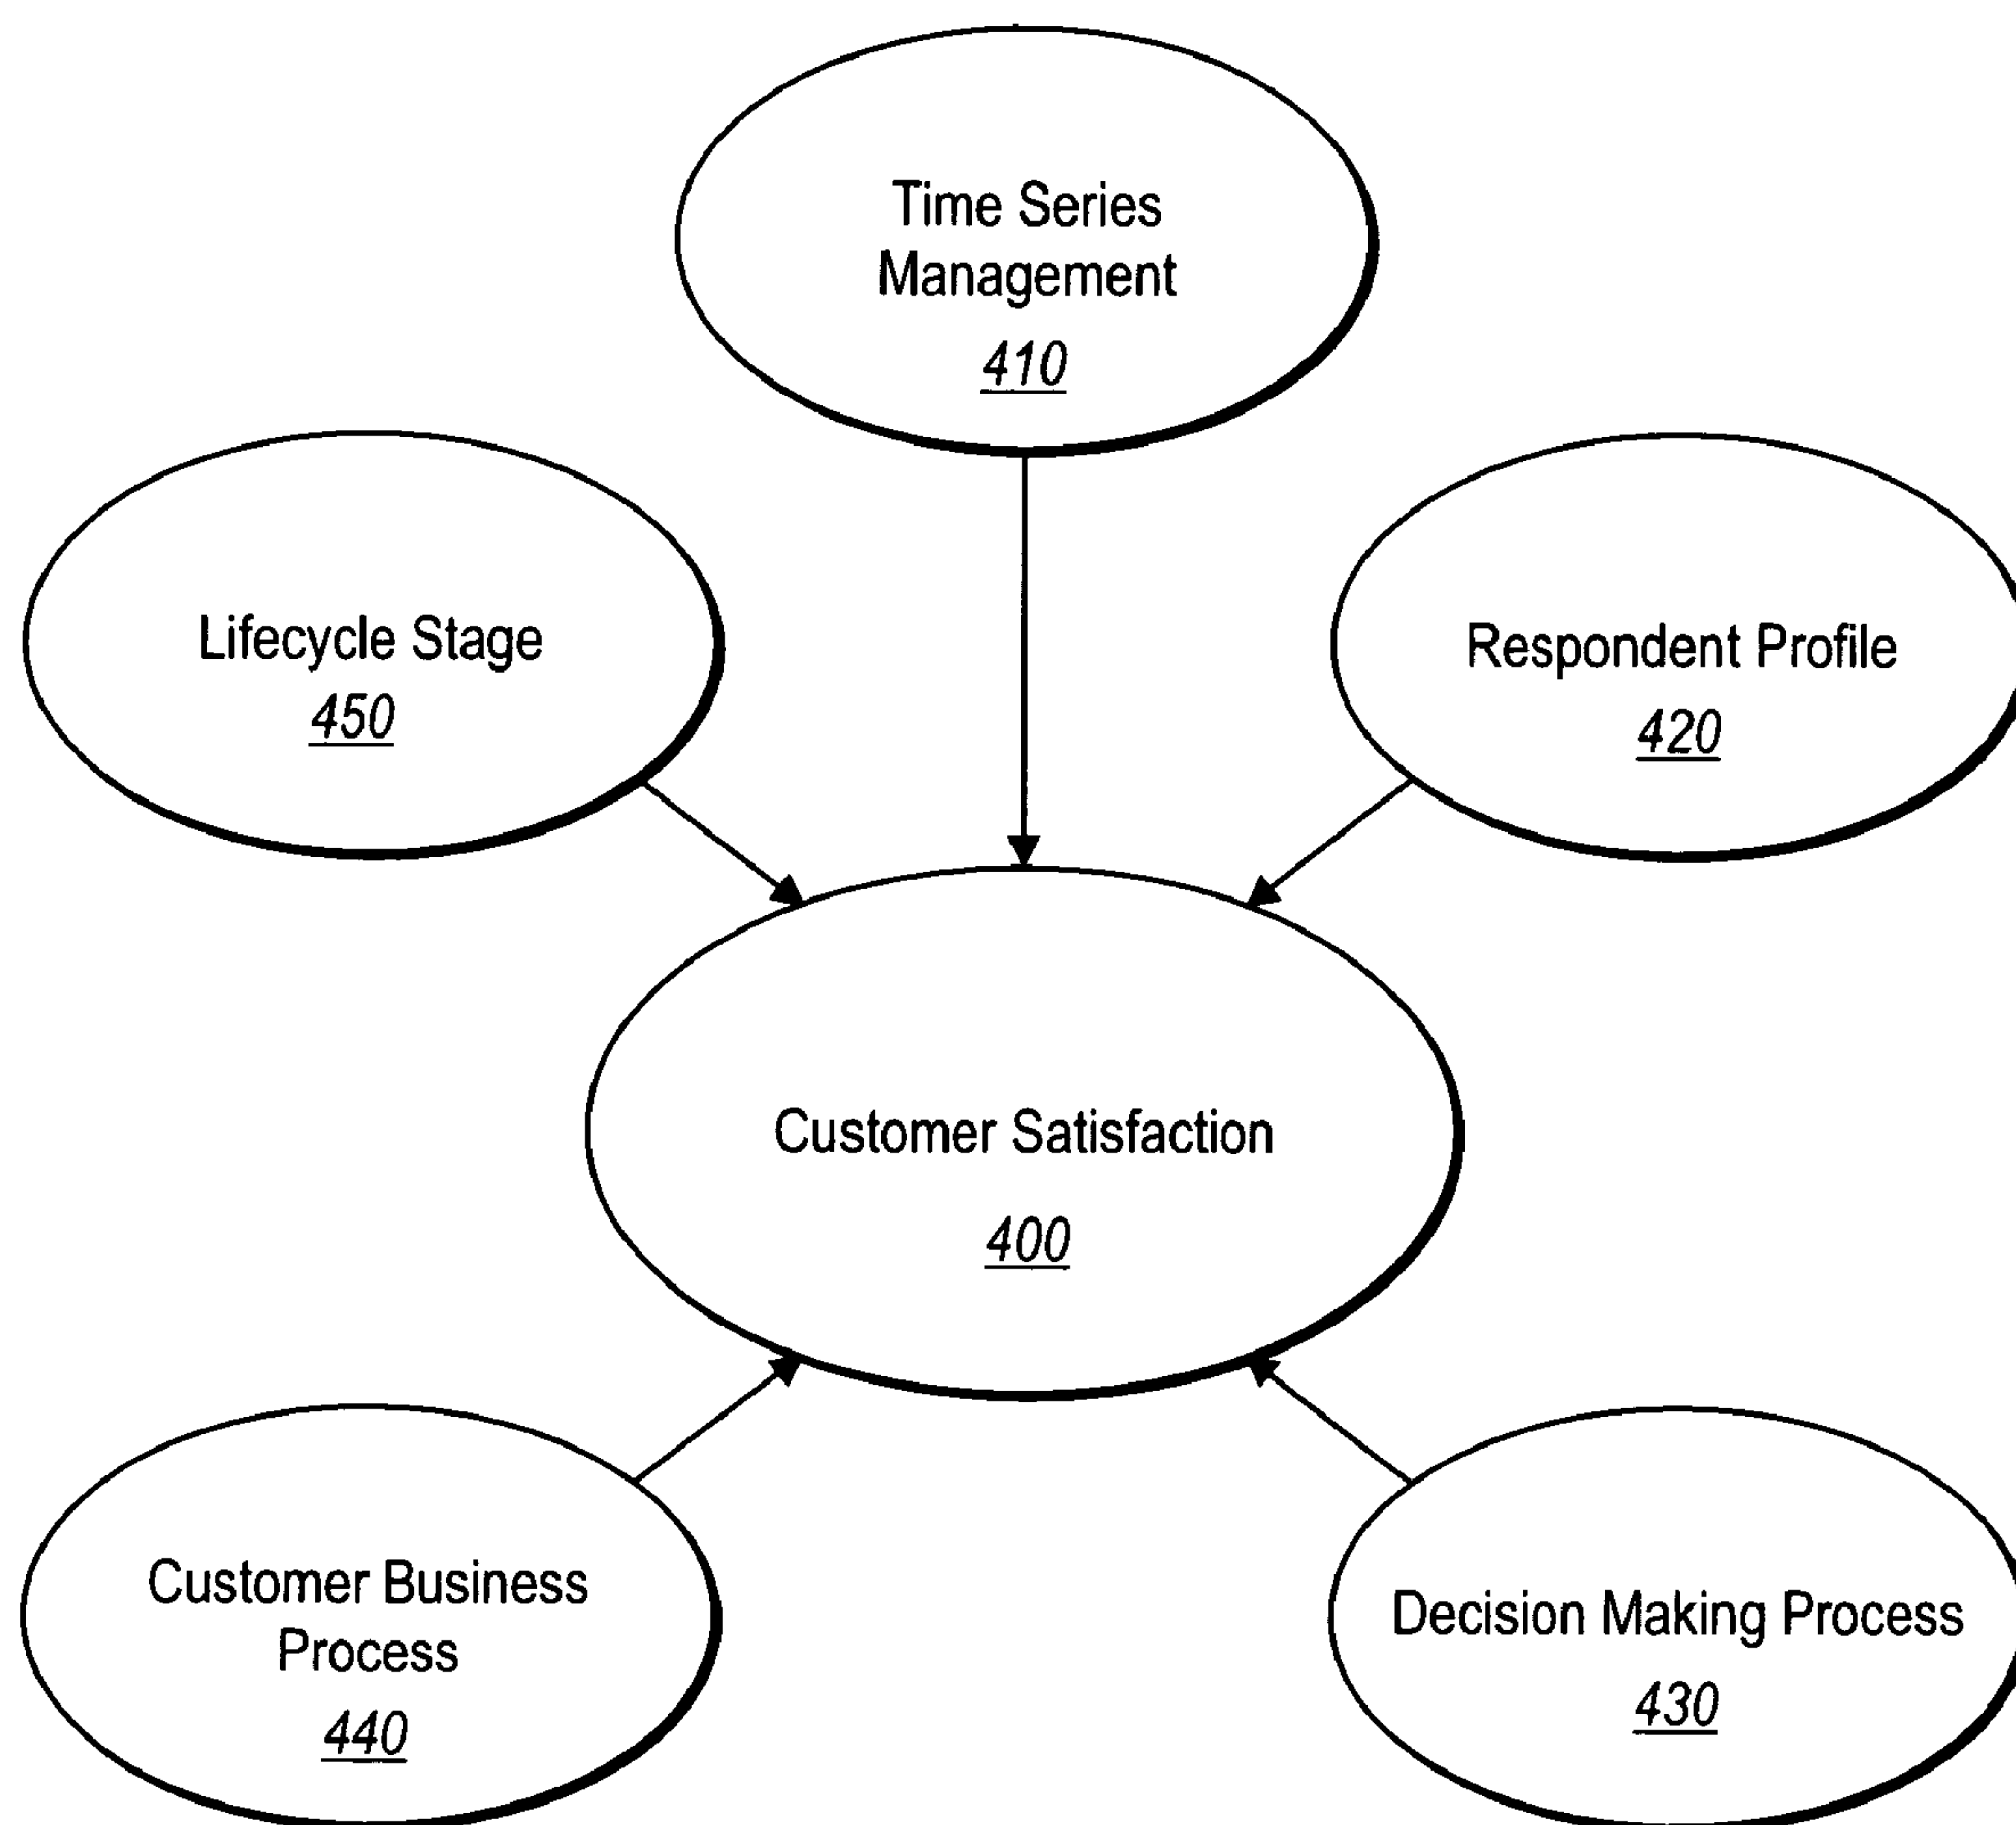 Time Series
Management
410
Lifecycle Stage
450
Respondent Profile
420
Customer Satisfaction
400
Customer Business
Process
440
Decision Making Process
430